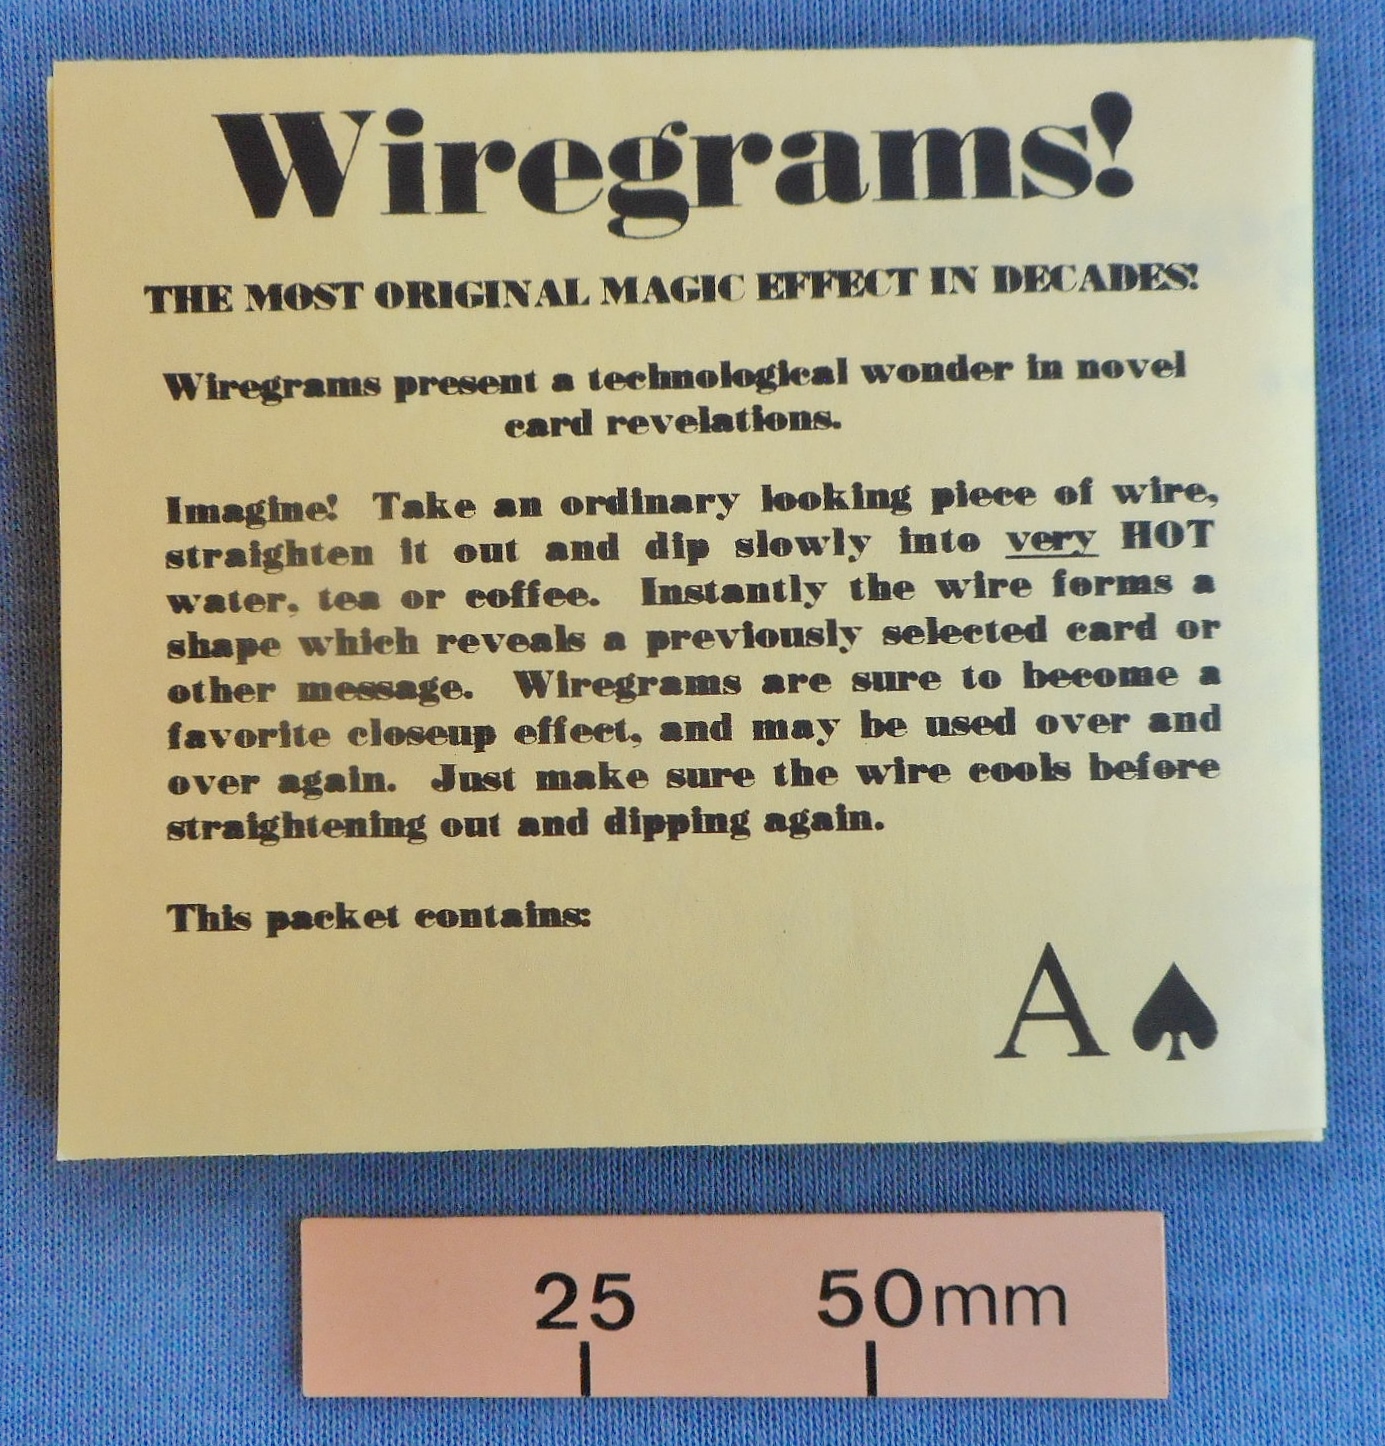 Wiregrams!
THE MOST ORIGINAL MAGIC EFFECT IN DECADES!
Wiregrams present a technological wonder in novel
card revelations.
Imagine! Take an ordinary looking piece of wire,
straighten it out and dip slowly into very HOT
water, tea or coffee. Instantly the wire forms a
shape which reveals a previously selected card or
other message. Wiregrams are sure to become a
favorite closeup effect, and may be used over and
over again. Just make sure the wire cools before
straightening out and dipping again.
This packet contains:
A♠
25 50mm